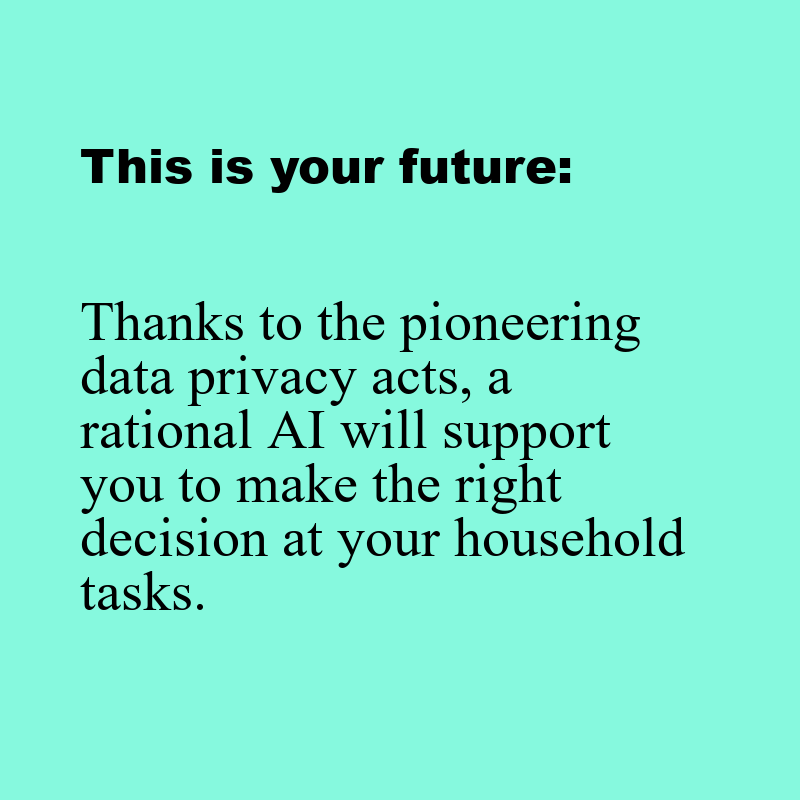 This is your future:
Thanks to the pioneering
data privacy acts, a
rational AI will support
you to make the right
decision at your household
tasks.